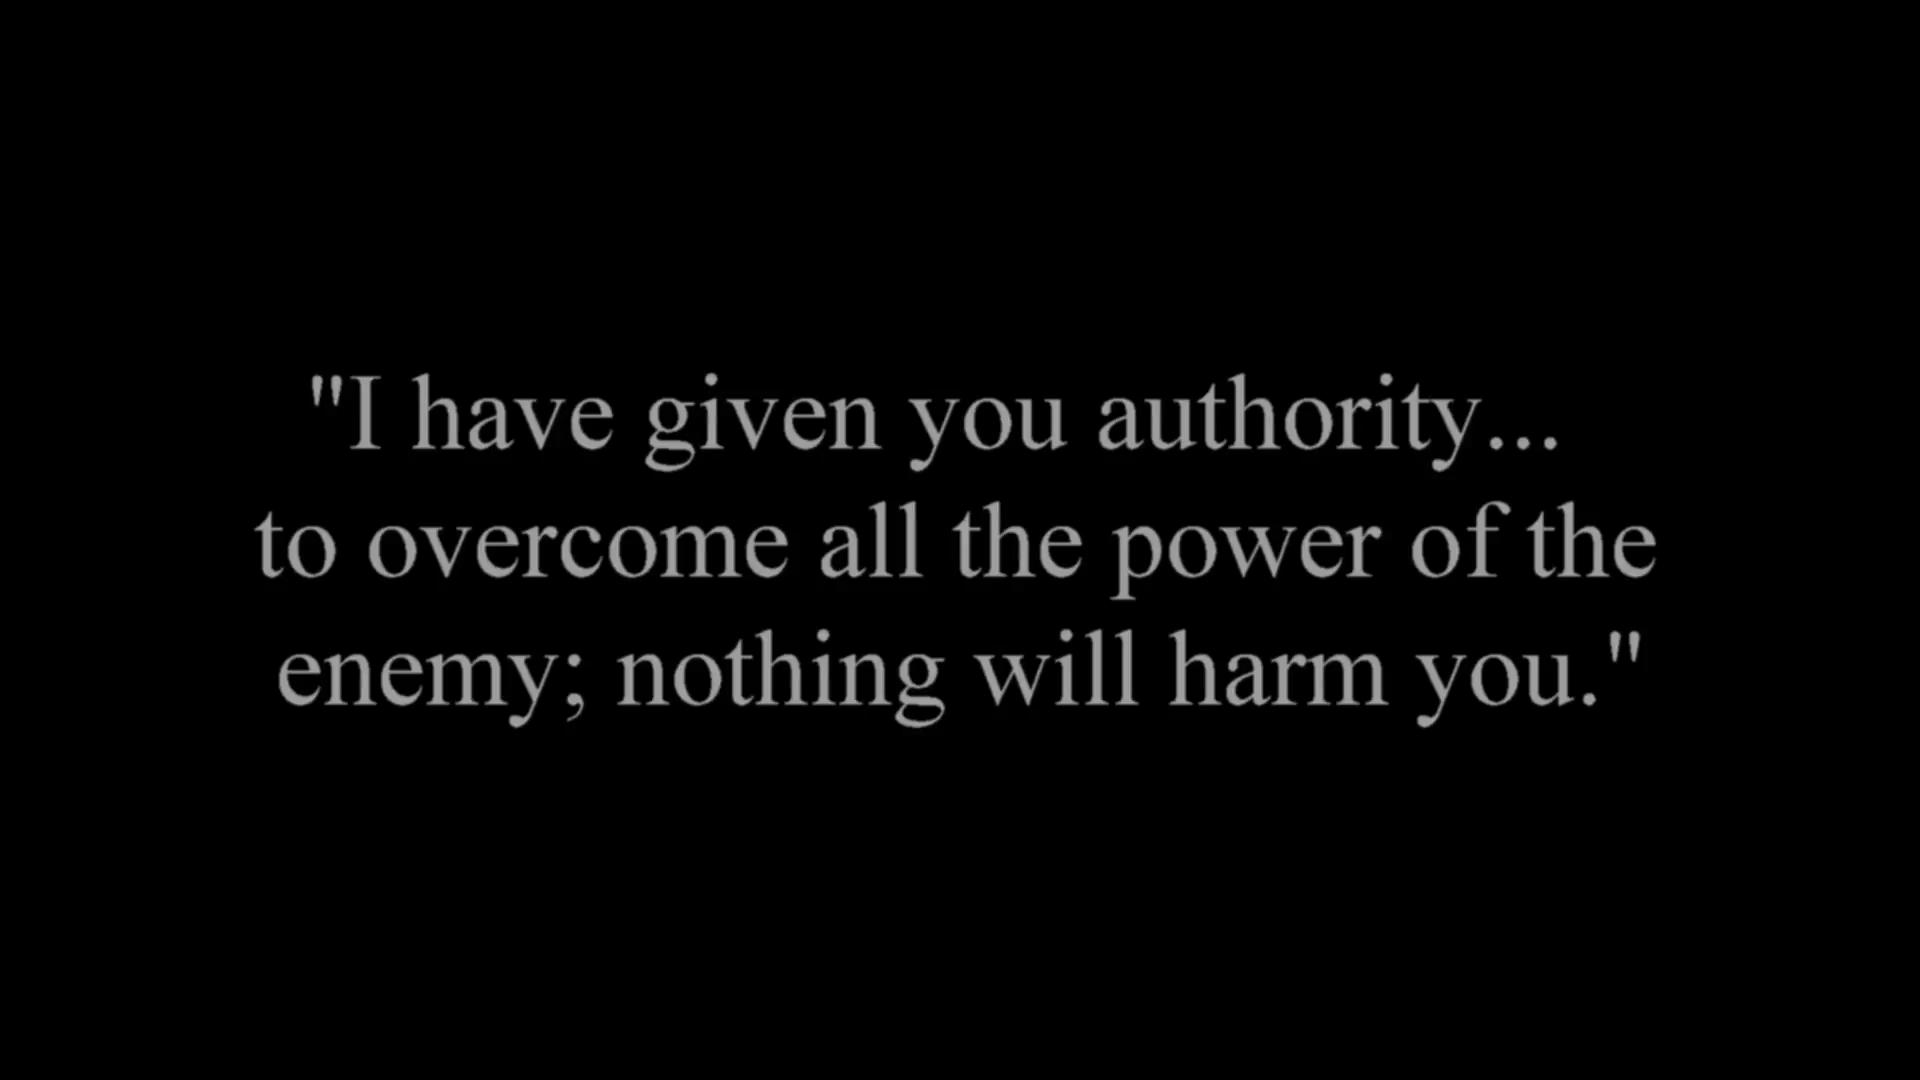 "I have given you authority...
to overcome all the power of the
enemy; nothing will harm you."